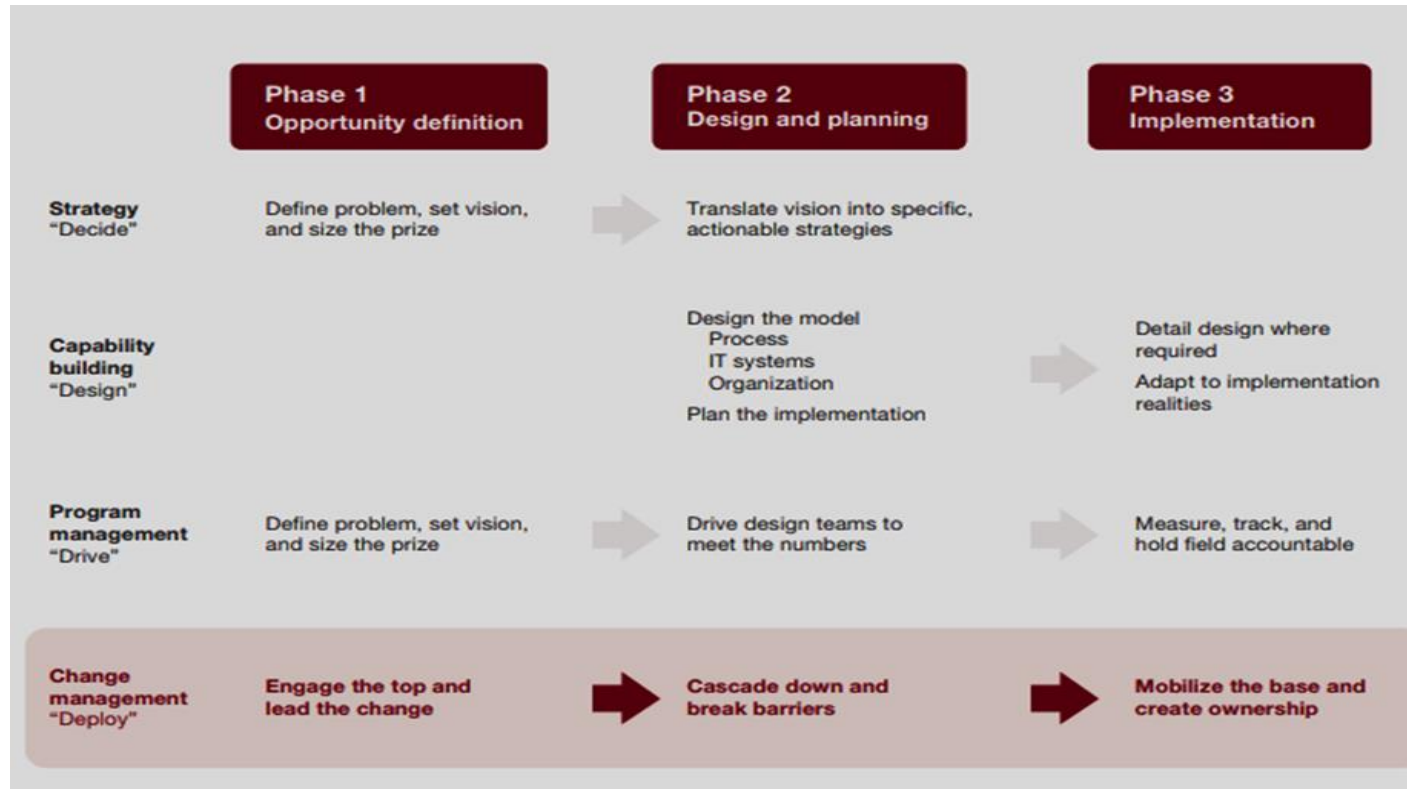 Phase 1
Opportunity definition
Phase 2
Design and planning
Phase 3
Implementation
Strategy
“Decide”
Define problem, set vision,
and size the prize
Translate vision into specific,
actionable strategies
Capability
building
“Design”
Design the model
Process
IT systems
Organization
Plan the implementation
Detail design where
required
Adapt to implementation
realities
Program
management
“Drive”
Define problem, set vision,
and size the prize
Drive design teams to
meet the numbers
Measure, track, and
hold field accountable
Change
management
“Deploy”
Engage the top and
lead the change
Cascade down and
break barriers
Mobilize the base and
create ownership